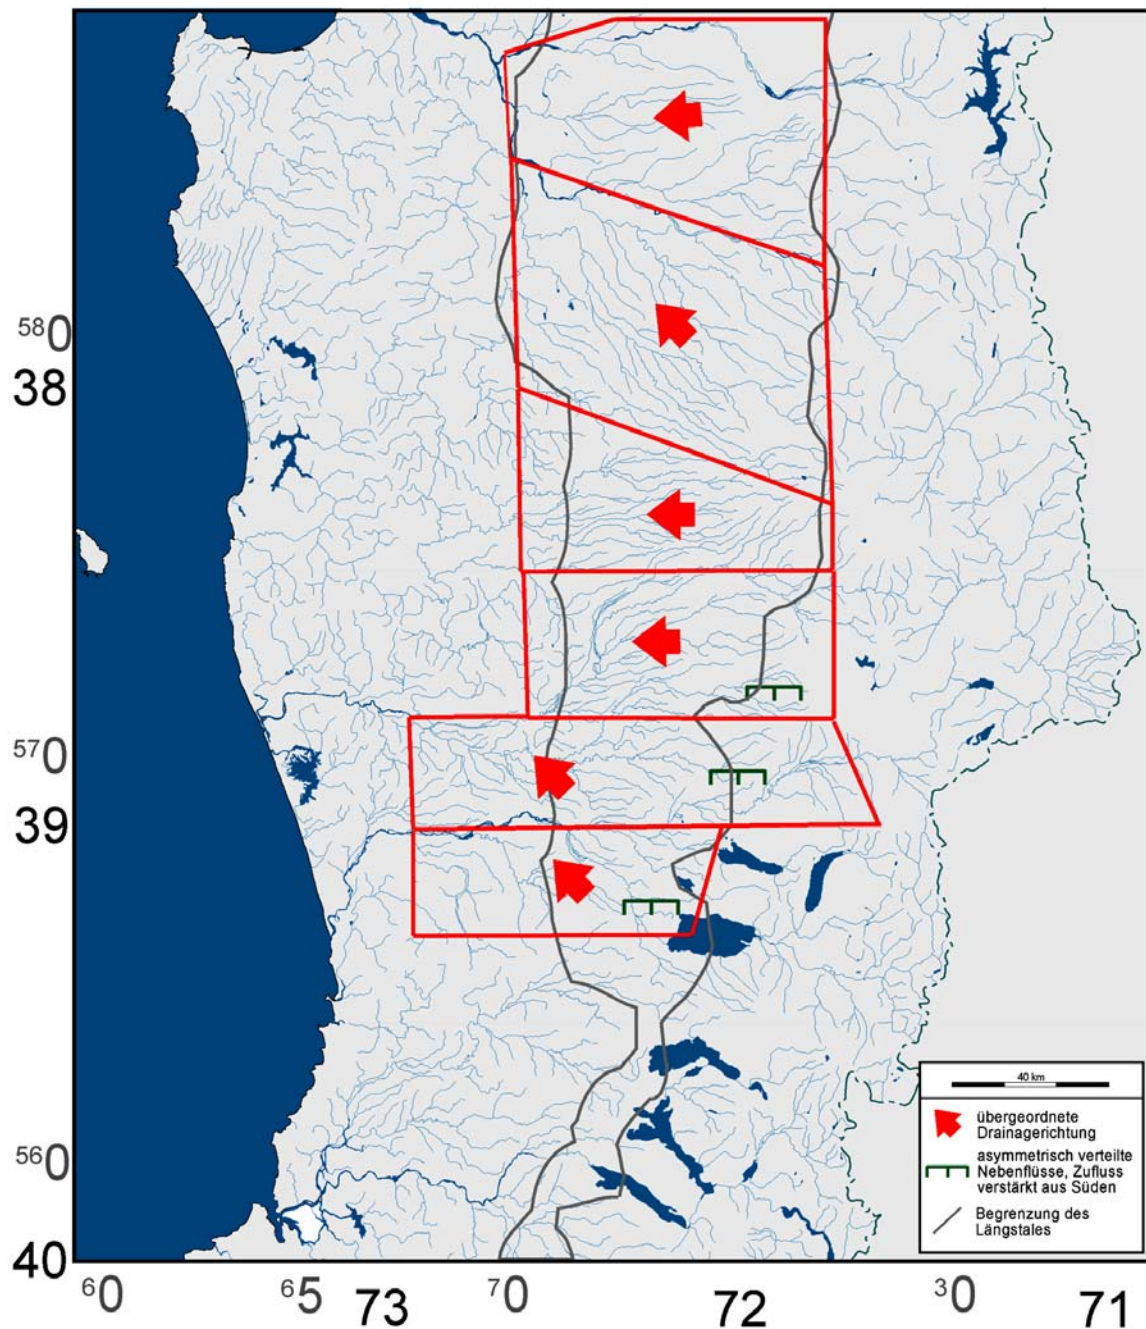 ⁵⁸0
38
⁵⁷0
39
⁵⁶0
40
⁶0
⁶5
73
⁷0
72
³0
71
40 km
übergeordnete
Drainagerichtung
asymmetrisch verteilte
Nebenflüsse, Zufluss
verstärkt aus Süden
Begrenzung des
Längstales